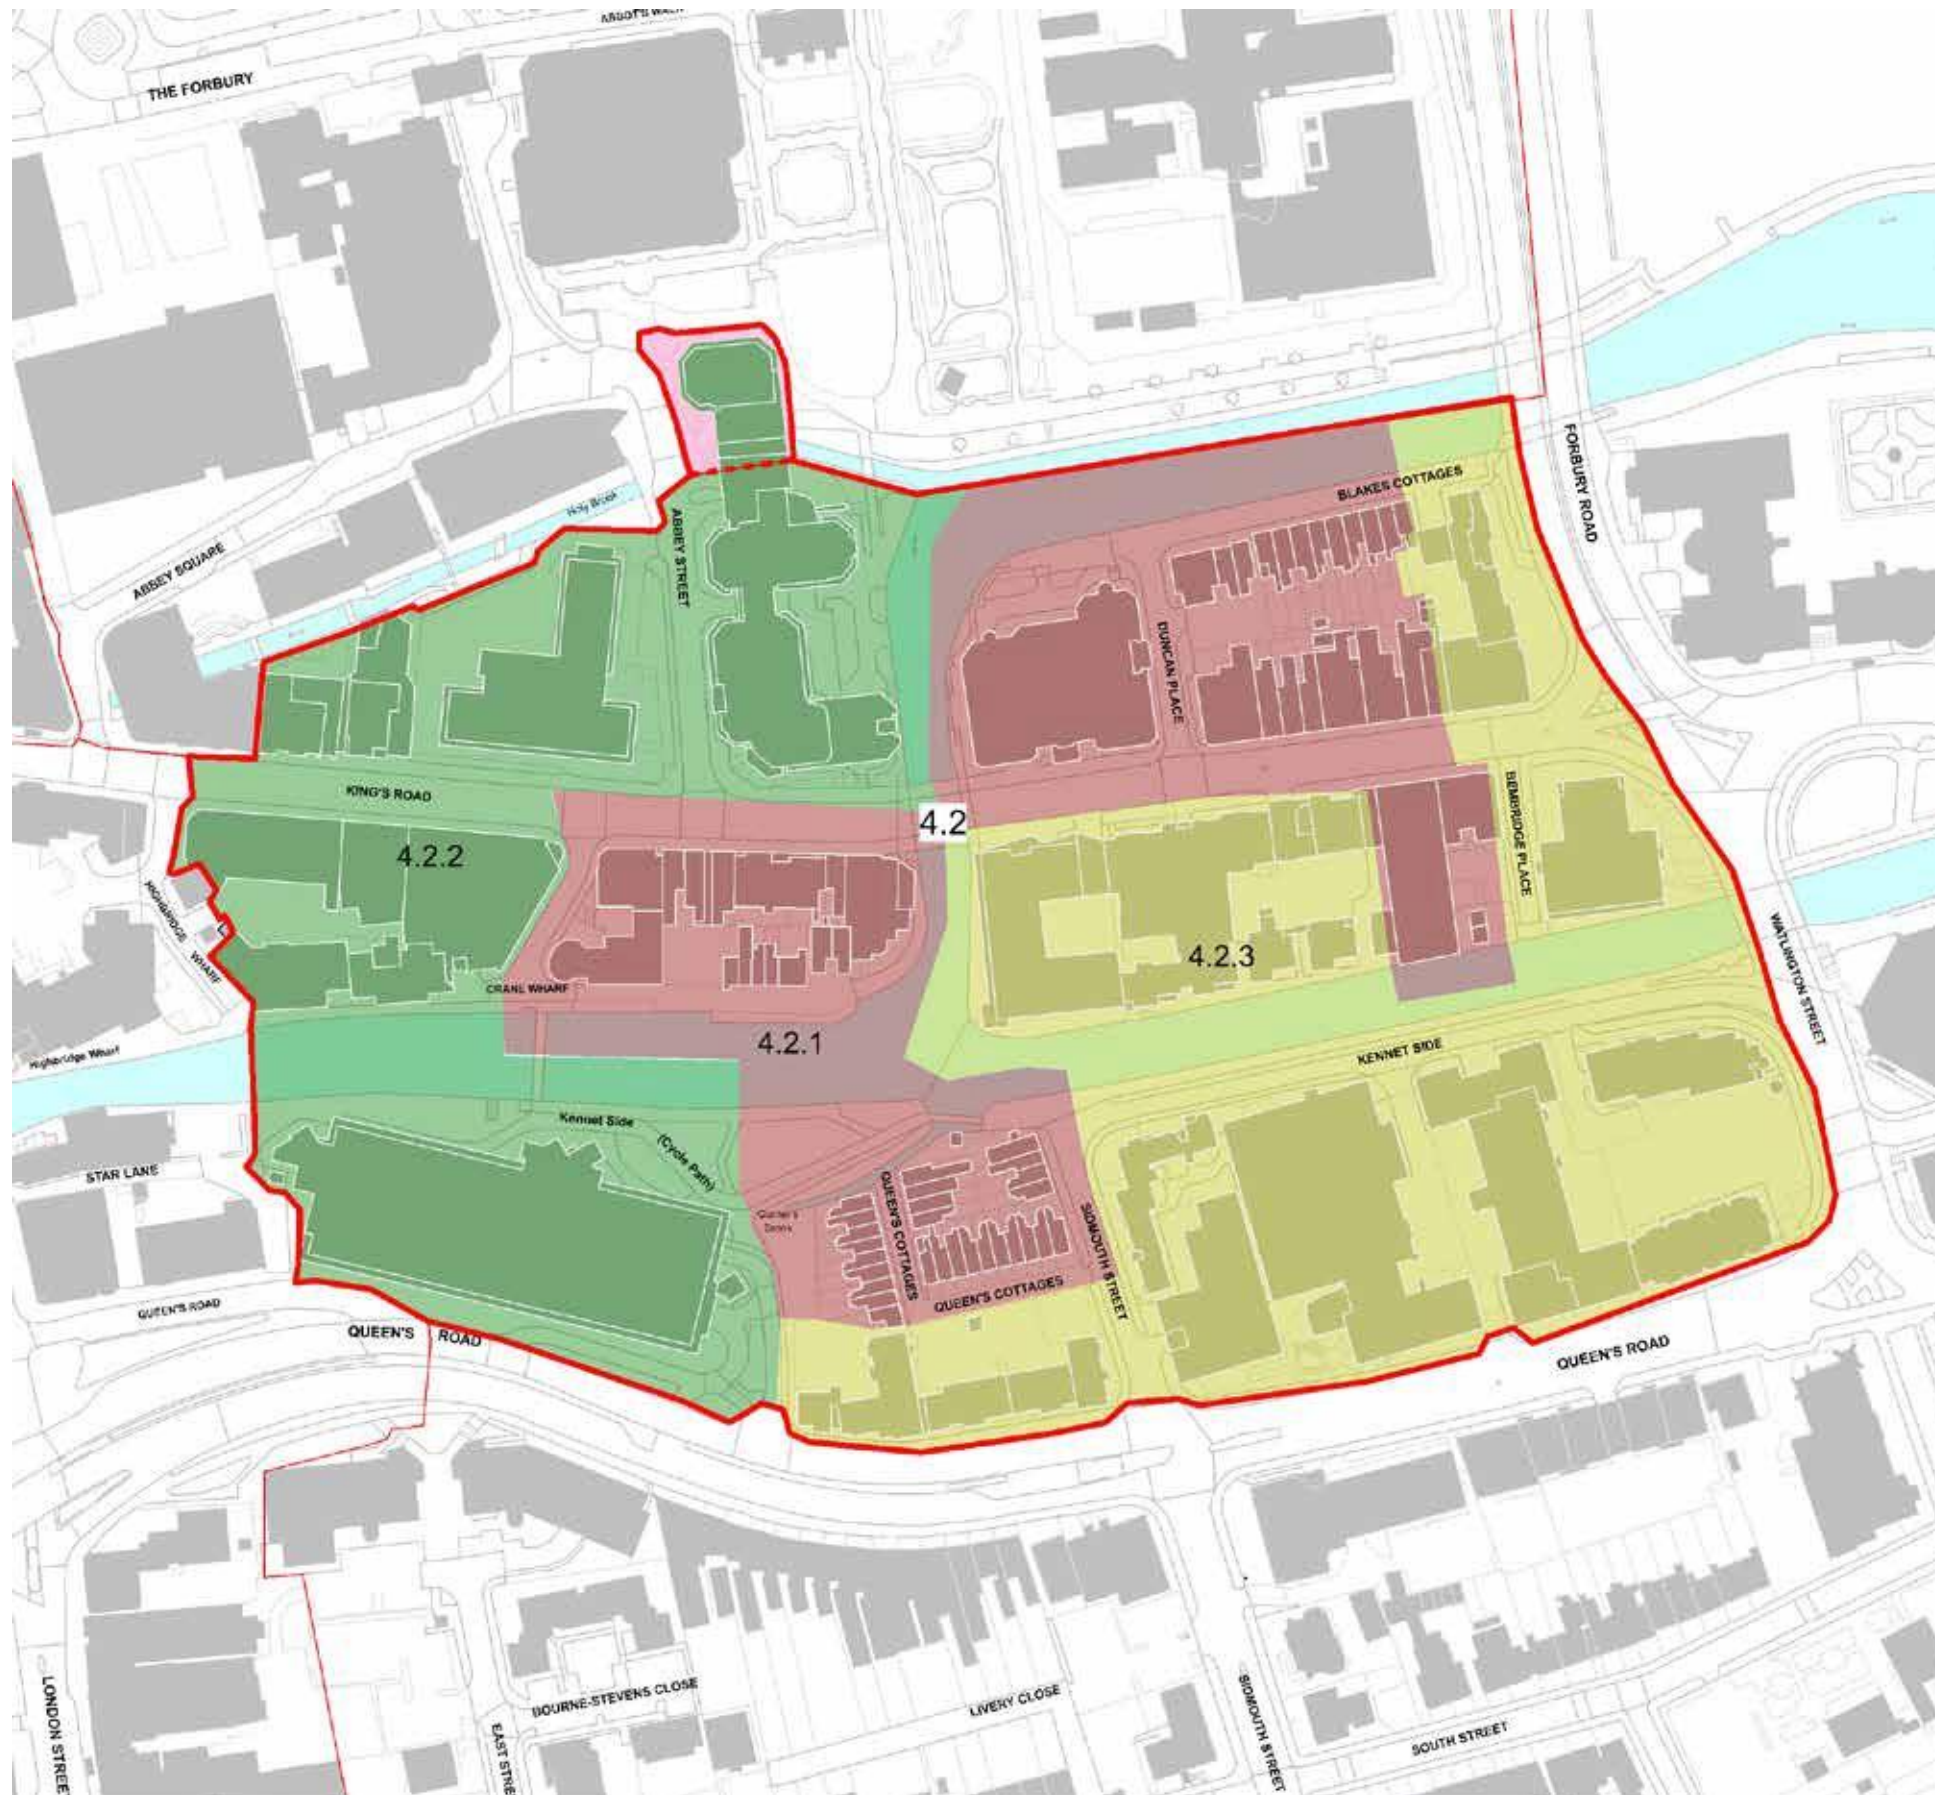 ABBOT'S WALK
THE FORBURY
FORBURY ROAD
BLAKES COTTAGES
Holy Brook
ABBEY STREET
ABBEY SQUARE
DUNCAN PLACE
KING'S ROAD
BEMBRIDGE PLACE
4.2
4.2.2
HIGHBRIDGE
WHARF
WATLINGTON STREET
4.2.3
CRANE WHARF
4.2.1
Highbridge Wharf
KENNET SIDE
Kennet Side
(Cycle Path)
STAR LANE
QUEEN'S COTTAGES
SIDMOUTH STREET
QUEEN'S COTTAGES
QUEEN'S ROAD
QUEEN'S ROAD
QUEEN'S ROAD
LONDON STREET
BOURNE-STEVENS CLOSE
LIVERY CLOSE
SIDMOUTH STREET
SOUTH STREET
EAST STREE